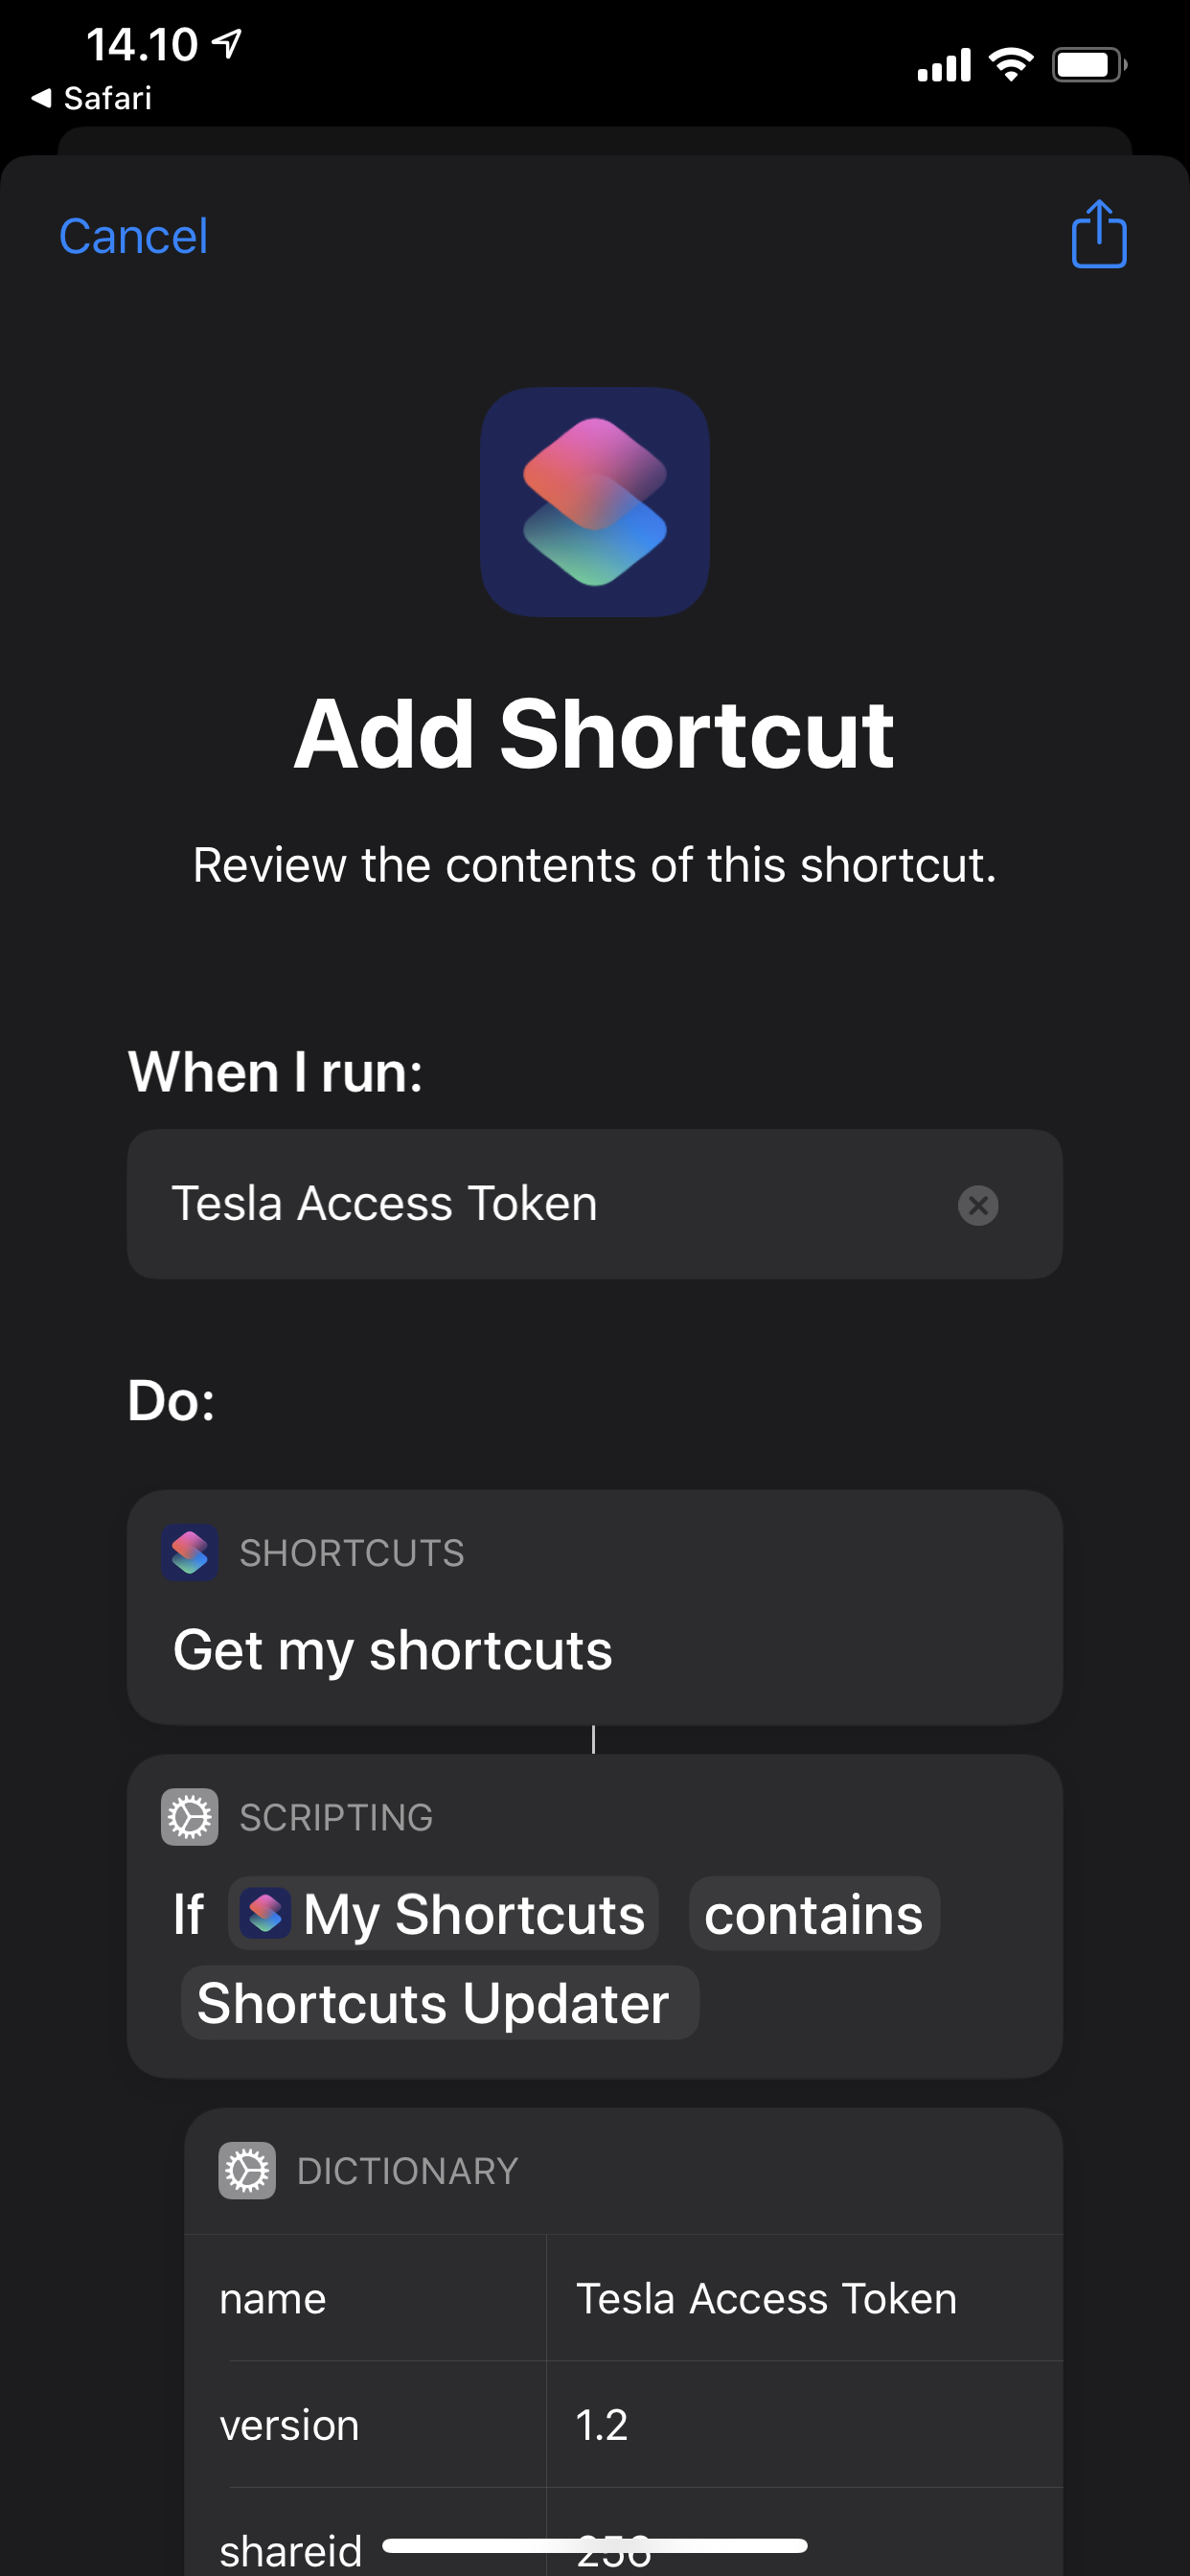 14.10
Safari
Cancel
Add Shortcut
Review the contents of this shortcut.
When I run:
Tesla Access Token
Do:
SHORTCUTS
Get my shortcuts
SCRIPTING
If My Shortcuts contains
Shortcuts Updater
DICTIONARY
name Tesla Access Token
version 1.2
shareid